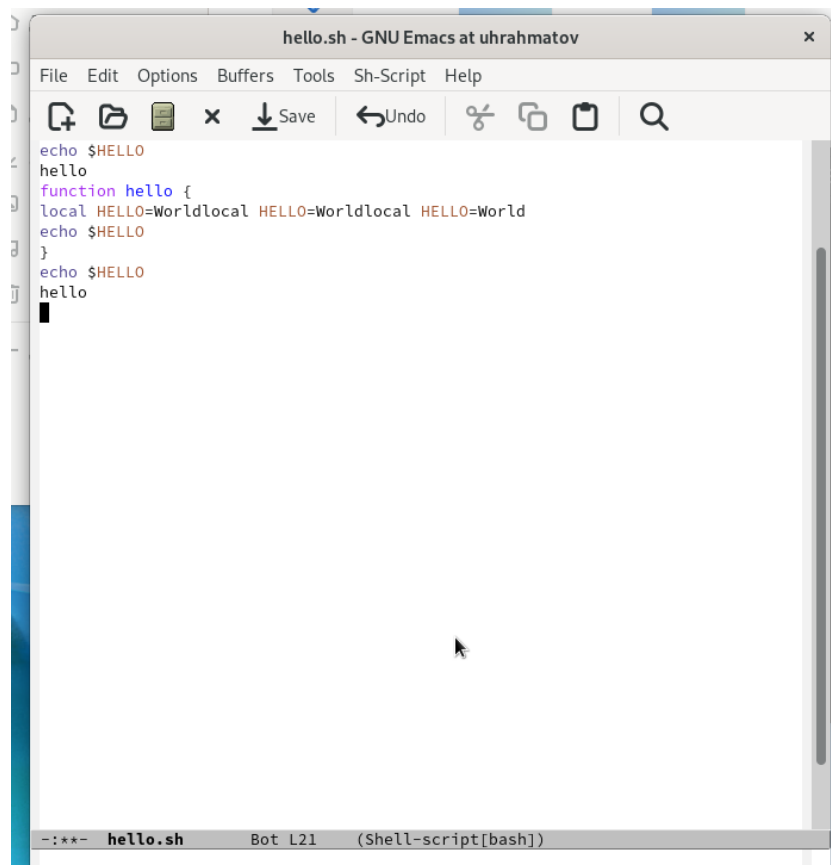 hello.sh - GNU Emacs at uhrahmatov
File Edit Options Buffers Tools Sh-Script Help
Save Undo
echo $HELLO
hello
function hello {
local HELLO=Worldlocal HELLO=Worldlocal HELLO=World
echo $HELLO
}
echo $HELLO
hello
-:**- hello.sh Bot L21 (Shell-script[bash])